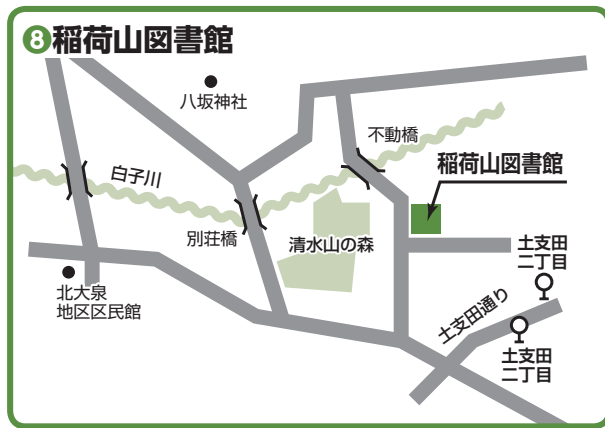 ⑧稲荷山図書館
八坂神社
不動橋
白子川
稲荷山図書館
別荘橋
清水山の森
土支田
二丁目
北大泉
地区区民館
土支田通り
土支田
二丁目